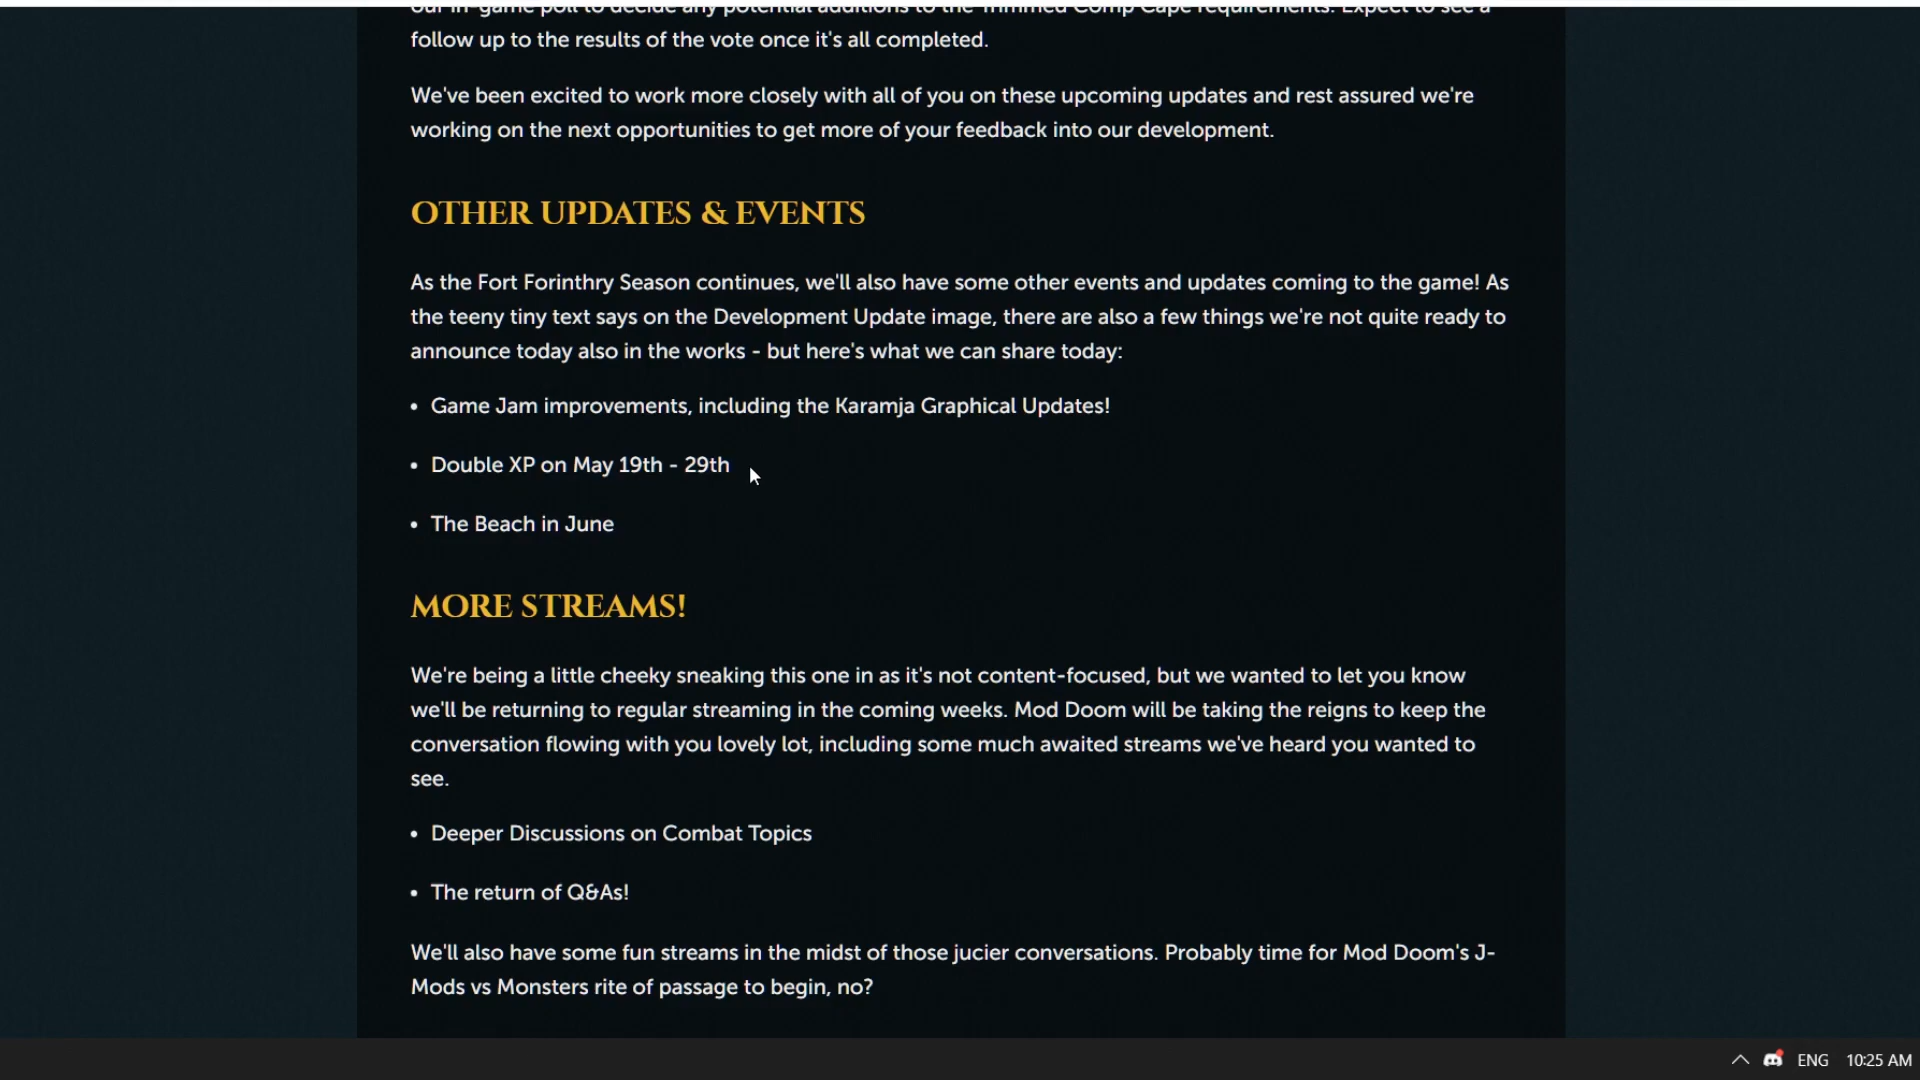 our in-game poll to decide any potential additions to the Trimmed Comp Cape requirements. Expect to see a
follow up to the results of the vote once it's all completed.
We've been excited to work more closely with all of you on these upcoming updates and rest assured we're
working on the next opportunities to get more of your feedback into our development.
OTHER UPDATES & EVENTS
As the Fort Forinthry Season continues, we'll also have some other events and updates coming to the game! As
the teeny tiny text says on the Development Update image, there are also a few things we're not quite ready to
announce today also in the works - but here's what we can share today:
• Game Jam improvements, including the Karamja Graphical Updates!
• Double XP on May 19th - 29th
• The Beach in June
MORE STREAMS!
We're being a little cheeky sneaking this one in as it's not content-focused, but we wanted to let you know
we'll be returning to regular streaming in the coming weeks. Mod Doom will be taking the reigns to keep the
conversation flowing with you lovely lot, including some much awaited streams we've heard you wanted to
see.
• Deeper Discussions on Combat Topics
• The return of Q&As!
We'll also have some fun streams in the midst of those jucier conversations. Probably time for Mod Doom's J-
Mods vs Monsters rite of passage to begin, no?
ENG 10:25 AM